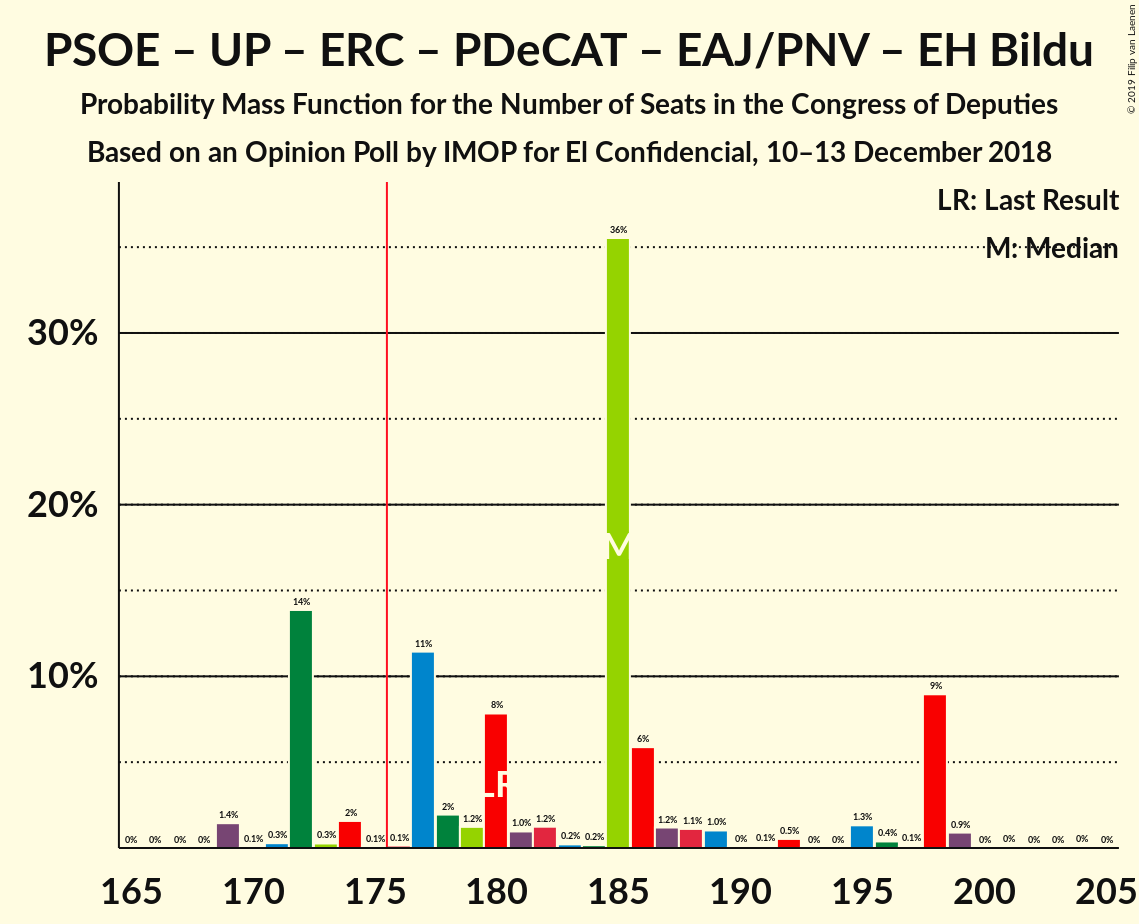 PSOE – UP – ERC – PDeCAT – EAJ/PNV – EH Bildu
Probability Mass Function for the Number of Seats in the Congress of Deputies
Based on an Opinion Poll by IMOP for El Confidencial, 10–13 December 2018
© 2019 Filip van Laenen
LR: Last Result
M: Median
30%
20%
10%
0% 0% 0% 0% 1.4% 0.1% 0.3% 14% 0.3% 2% 0.1% 0.1% 11% 2% 1.2% 8% 1.0% 1.2% 0.2% 0.2% 36% 6% 1.2% 1.1% 1.0% 0% 0.1% 0.5% 0% 0% 1.3% 0.4% 0.1% 9% 0.9% 0% 0% 0% 0% 0% 0%
M
LR
165 170 175 180 185 190 195 200 205